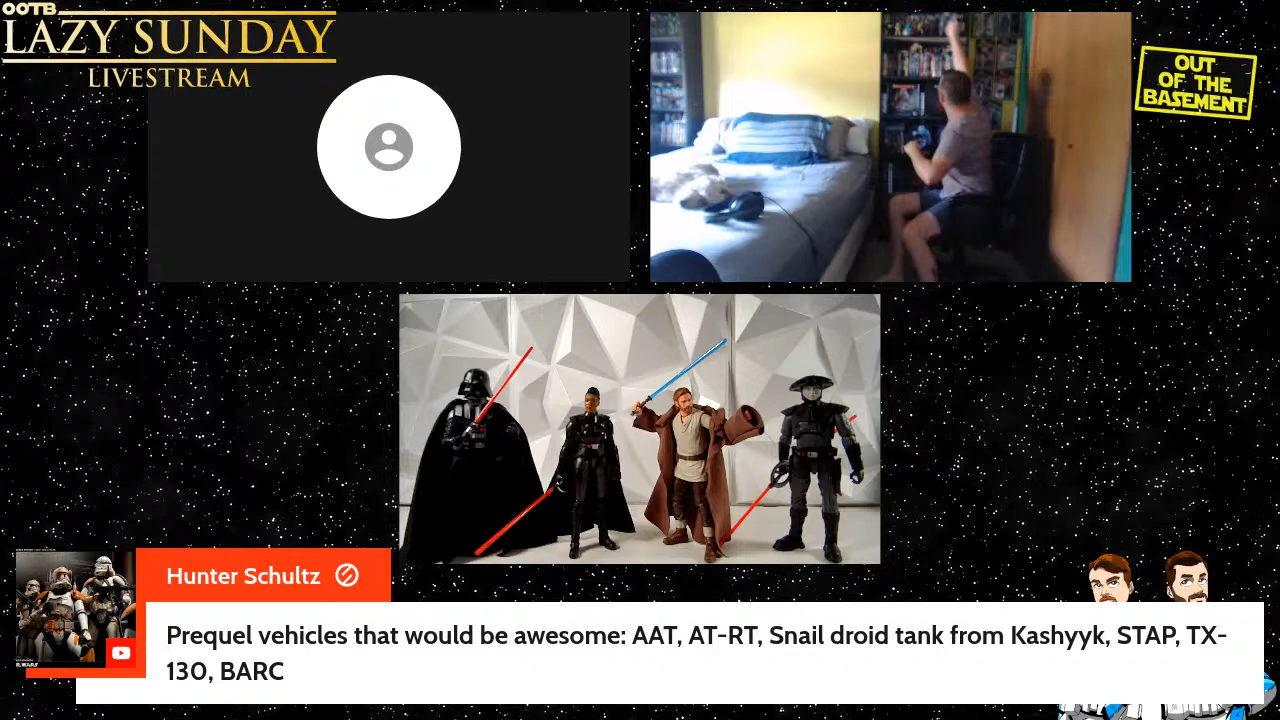 OOTB
LAZY SUNDAY
LIVESTREAM
OUT
OF THE
BASEMENT
Hunter Schultz
Prequel vehicles that would be awesome: AAT, AT-RT, Snail droid tank from Kashyyk, STAP, TX-
130, BARC